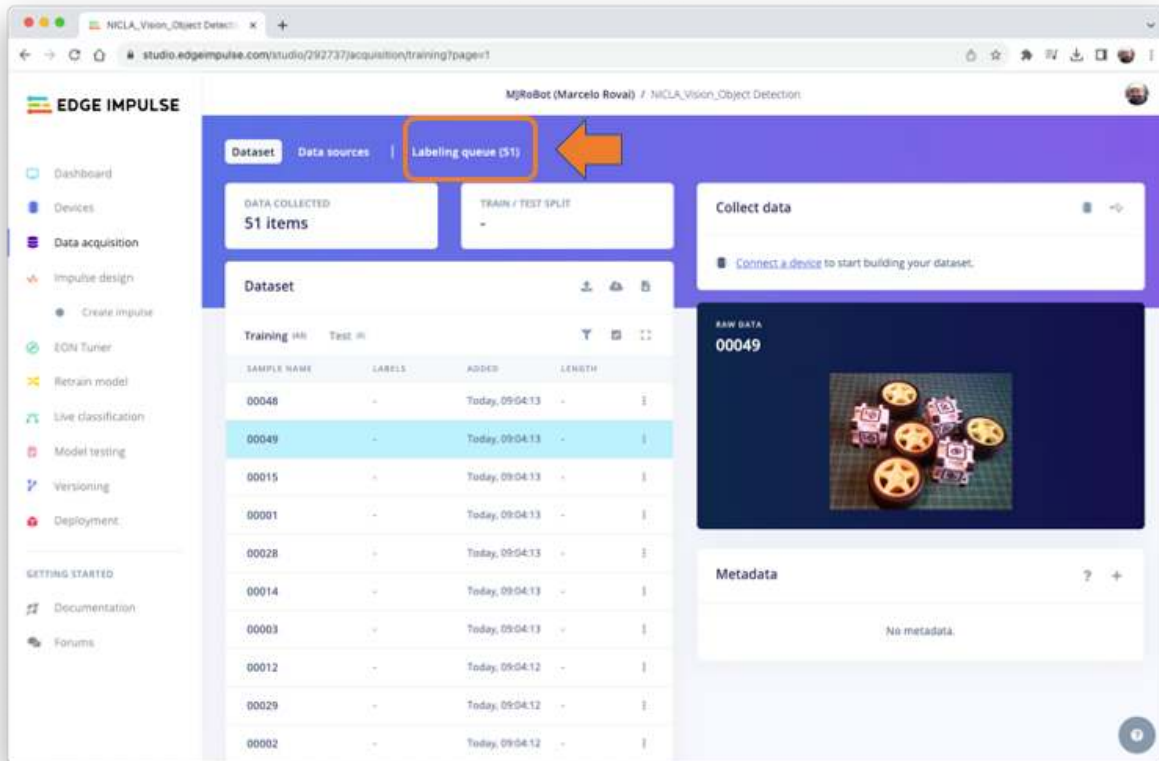 NICLA_Vision_Object Detecti
studio.edgeimpulse.com/studio/292737/acquisition/training?page=1
EDGE IMPULSE
MJRoBot (Marcelo Rovai) / NICLA_Vision_Object Detection
Dataset Data sources | Labeling queue (51)
Dashboard
Devices
Data acquisition
Impulse design
Create impulse
EON Tuner
Retrain model
Live classification
Model testing
Versioning
Deployment
GETTING STARTED
Documentation
Forums
DATA COLLECTED
51 items
TRAIN / TEST SPLIT
-
Dataset
Training Test
SAMPLE NAME LABELS ADDED LENGTH
00048 - Today, 09:04:13 -
00049 - Today, 09:04:13 -
00015 - Today, 09:04:13 -
00001 - Today, 09:04:13 -
00028 - Today, 09:04:13 -
00014 - Today, 09:04:13 -
00003 - Today, 09:04:13 -
00012 - Today, 09:04:12 -
00029 - Today, 09:04:12 -
00002 - Today, 09:04:12 -
Collect data
Connect a device to start building your dataset.
RAW DATA
00049
Metadata ? +
No metadata.